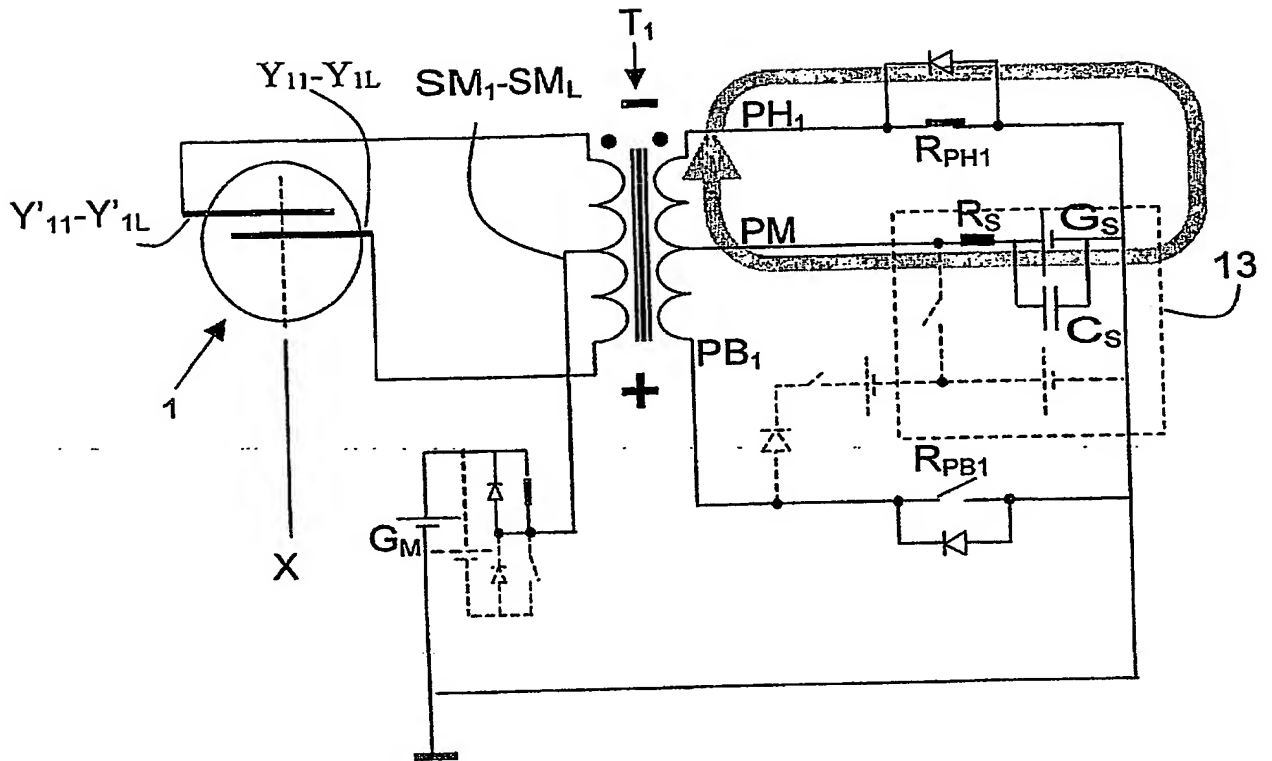 T₁
Y₁₁-Y₁L
SM₁-SML
PH₁
RPH1
Y'₁₁-Y'₁L
RS
GS
PM
13
CS
PB₁
1
+
RPB1
GM
X